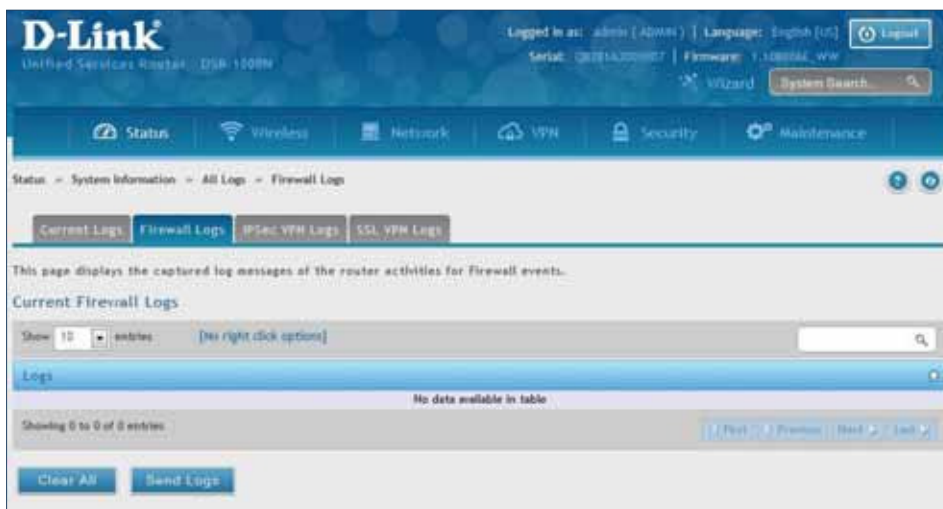 D-Link
Logged in as: admin ( ADMIN ) | Language: English [US]
Logout
Unified Services Router - DSR-1000N
Serial: | Firmware: WW
Wizard
System Search...
Status
Wireless
Network
VPN
Security
Maintenance
Status » System Information » All Logs » Firewall Logs
Current Logs
Firewall Logs
IPSec VPN Logs
SSL VPN Logs
This page displays the captured log messages of the router activities for Firewall events.
Current Firewall Logs
Show 10 entries
[No right click options]
Logs
No data available in table
Showing 0 to 0 of 0 entries
First
Previous
Next
Last
Clear All
Send Logs